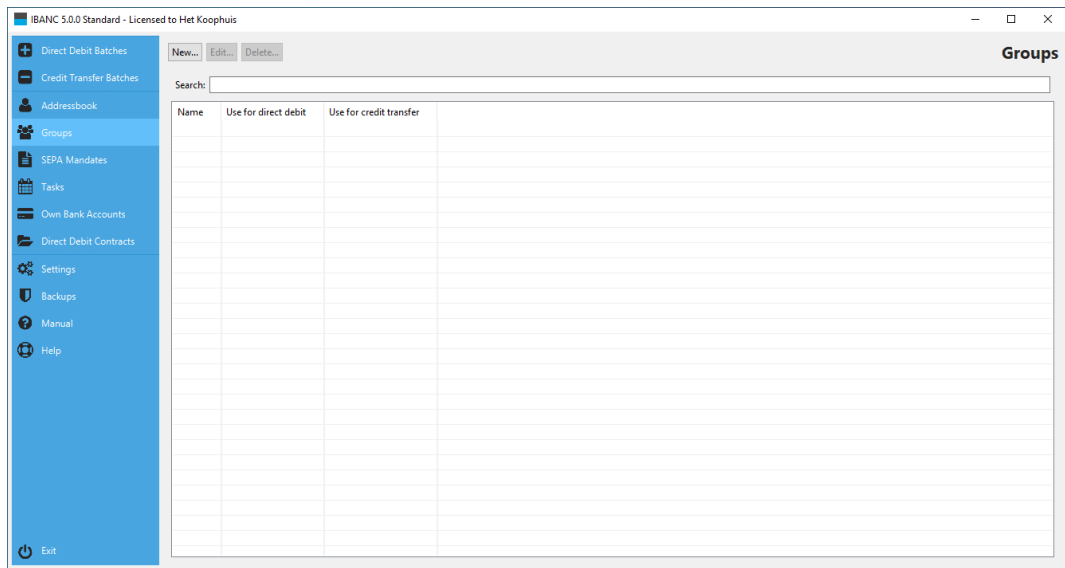 IBANC 5.0.0 Standard - Licensed to Het Koophuis
Direct Debit Batches
Credit Transfer Batches
Addressbook
Groups
SEPA Mandates
Tasks
Own Bank Accounts
Direct Debit Contracts
Settings
Backups
Manual
Help
Exit
New... Edit... Delete...
Groups
Search:
Name Use for direct debit Use for credit transfer